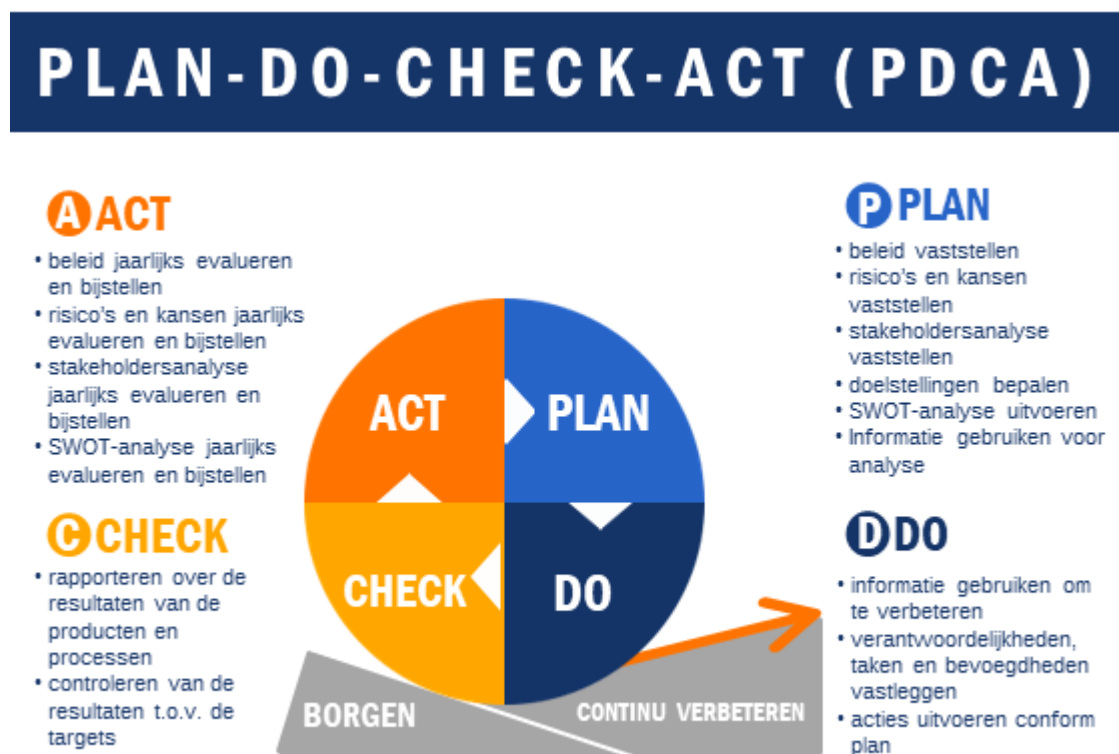 PLAN-DO-CHECK-ACT (PDCA)
A ACT
• beleid jaarlijks evalueren
en bijstellen
• risico's en kansen jaarlijks
evalueren en bijstellen
• stakeholdersanalyse
jaarlijks evalueren en
bijstellen
• SWOT-analyse jaarlijks
evalueren en bijstellen
C CHECK
• rapporteren over de
resultaten van de
producten en
processen
• controleren van de
resultaten t.o.v. de
targets
ACT
PLAN
CHECK
DO
BORGEN
CONTINU VERBETEREN
P PLAN
• beleid vaststellen
• risico's en kansen
vaststellen
• stakeholdersanalyse
vaststellen
• doelstellingen bepalen
• SWOT-analyse uitvoeren
• Informatie gebruiken voor
analyse
D DO
• informatie gebruiken om
te verbeteren
• verantwoordelijkheden,
taken en bevoegdheden
vastleggen
• acties uitvoeren conform
plan